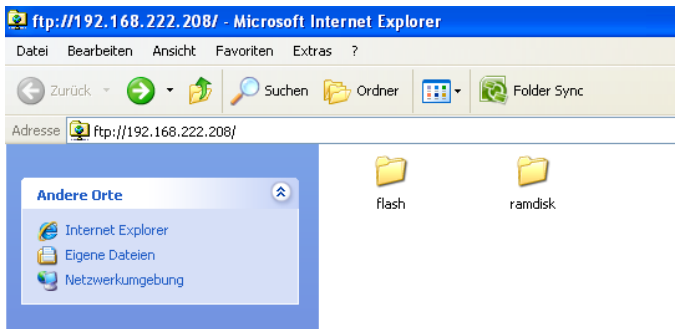 ftp://192.168.222.208/ - Microsoft Internet Explorer
Datei Bearbeiten Ansicht Favoriten Extras ?
Zurück Suchen Ordner Folder Sync
Adresse ftp://192.168.222.208/
Andere Orte
Internet Explorer
Eigene Dateien
Netzwerkumgebung
flash ramdisk